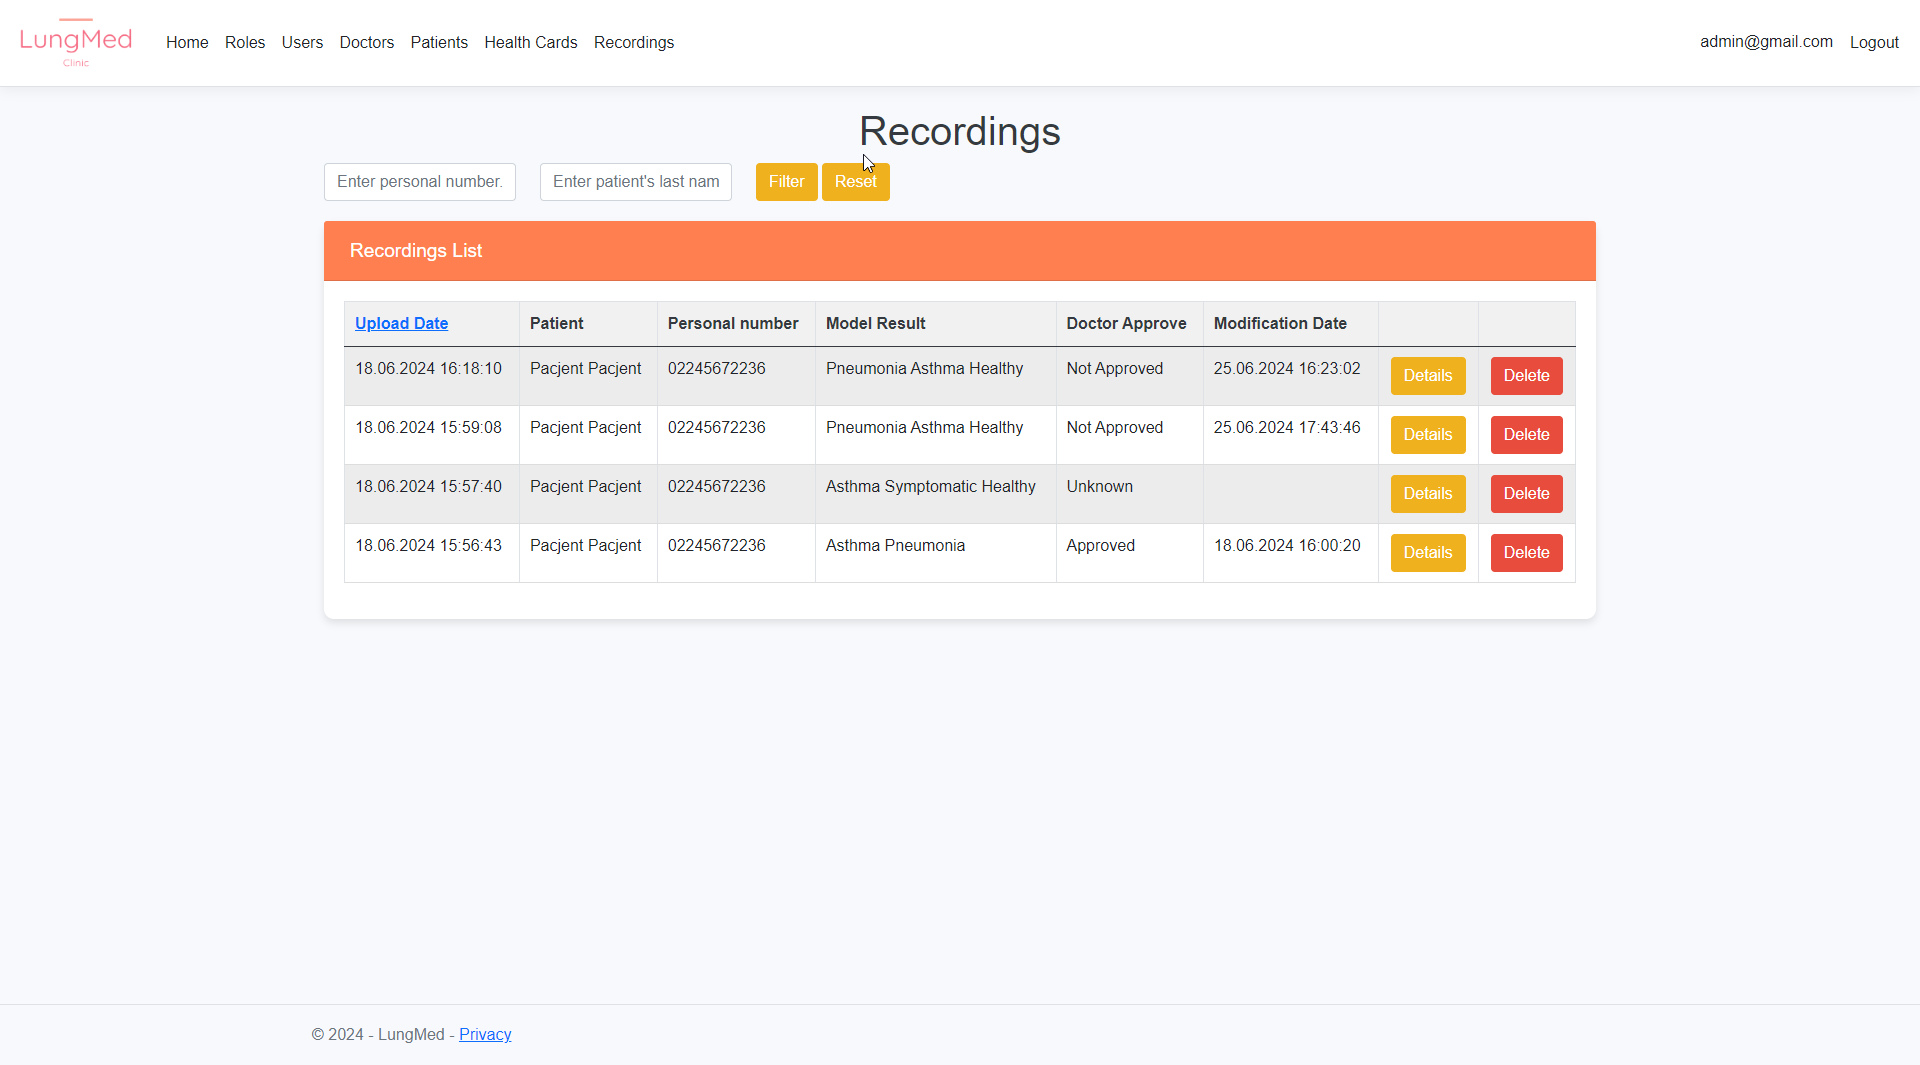 LungMed
Clinic
Home Roles Users Doctors Patients Health Cards Recordings admin@gmail.com Logout
Recordings
Enter personal number. Enter patient's last nam Filter Reset
Recordings List
Upload Date Patient Personal number Model Result Doctor Approve Modification Date
18.06.2024 16:18:10 Pacjent Pacjent 02245672236 Pneumonia Asthma Healthy Not Approved 25.06.2024 16:23:02 Details Delete
18.06.2024 15:59:08 Pacjent Pacjent 02245672236 Pneumonia Asthma Healthy Not Approved 25.06.2024 17:43:46 Details Delete
18.06.2024 15:57:40 Pacjent Pacjent 02245672236 Asthma Symptomatic Healthy Unknown Details Delete
18.06.2024 15:56:43 Pacjent Pacjent 02245672236 Asthma Pneumonia Approved 18.06.2024 16:00:20 Details Delete
© 2024 - LungMed - Privacy